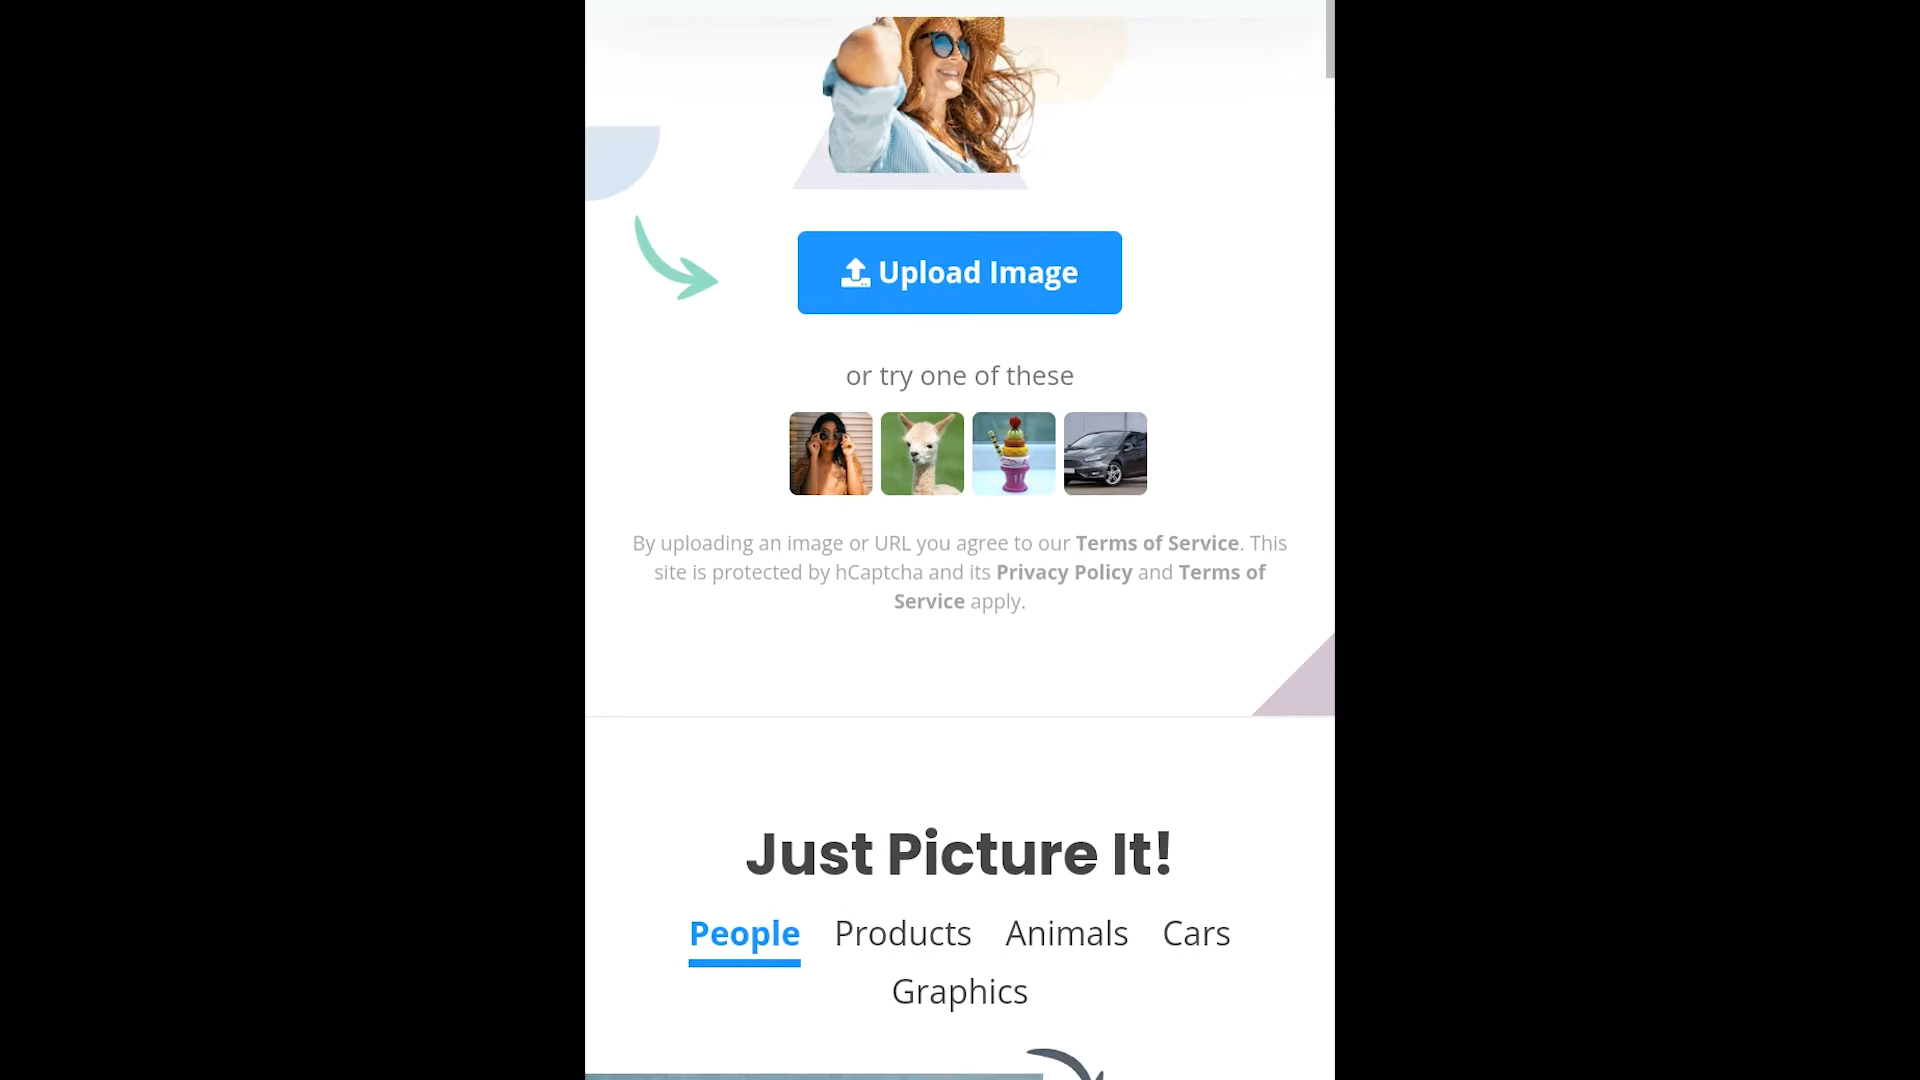 Upload Image
or try one of these
By uploading an image or URL you agree to our Terms of Service. This
site is protected by hCaptcha and its Privacy Policy and Terms of
Service apply.
Just Picture It!
People Products Animals Cars
Graphics